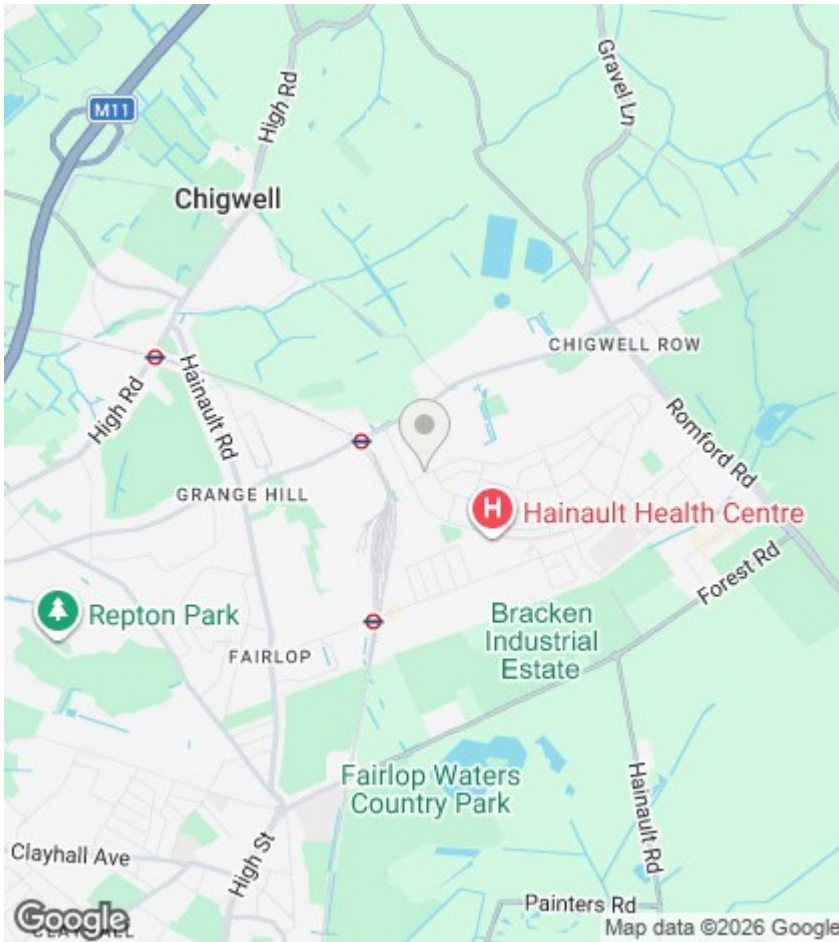 M11
High Rd
Gravel Ln
Chigwell
CHIGWELL ROW
High Rd
Hainault Rd
Romford Rd
GRANGE HILL
H
Hainault Health Centre
Forest Rd
Repton Park
Bracken
Industrial
Estate
FAIRLOP
Fairlop Waters
Country Park
Hainault Rd
Clayhall Ave
High St
Painters Rd
Google
CLAYHALL
Map data ©2026 Google